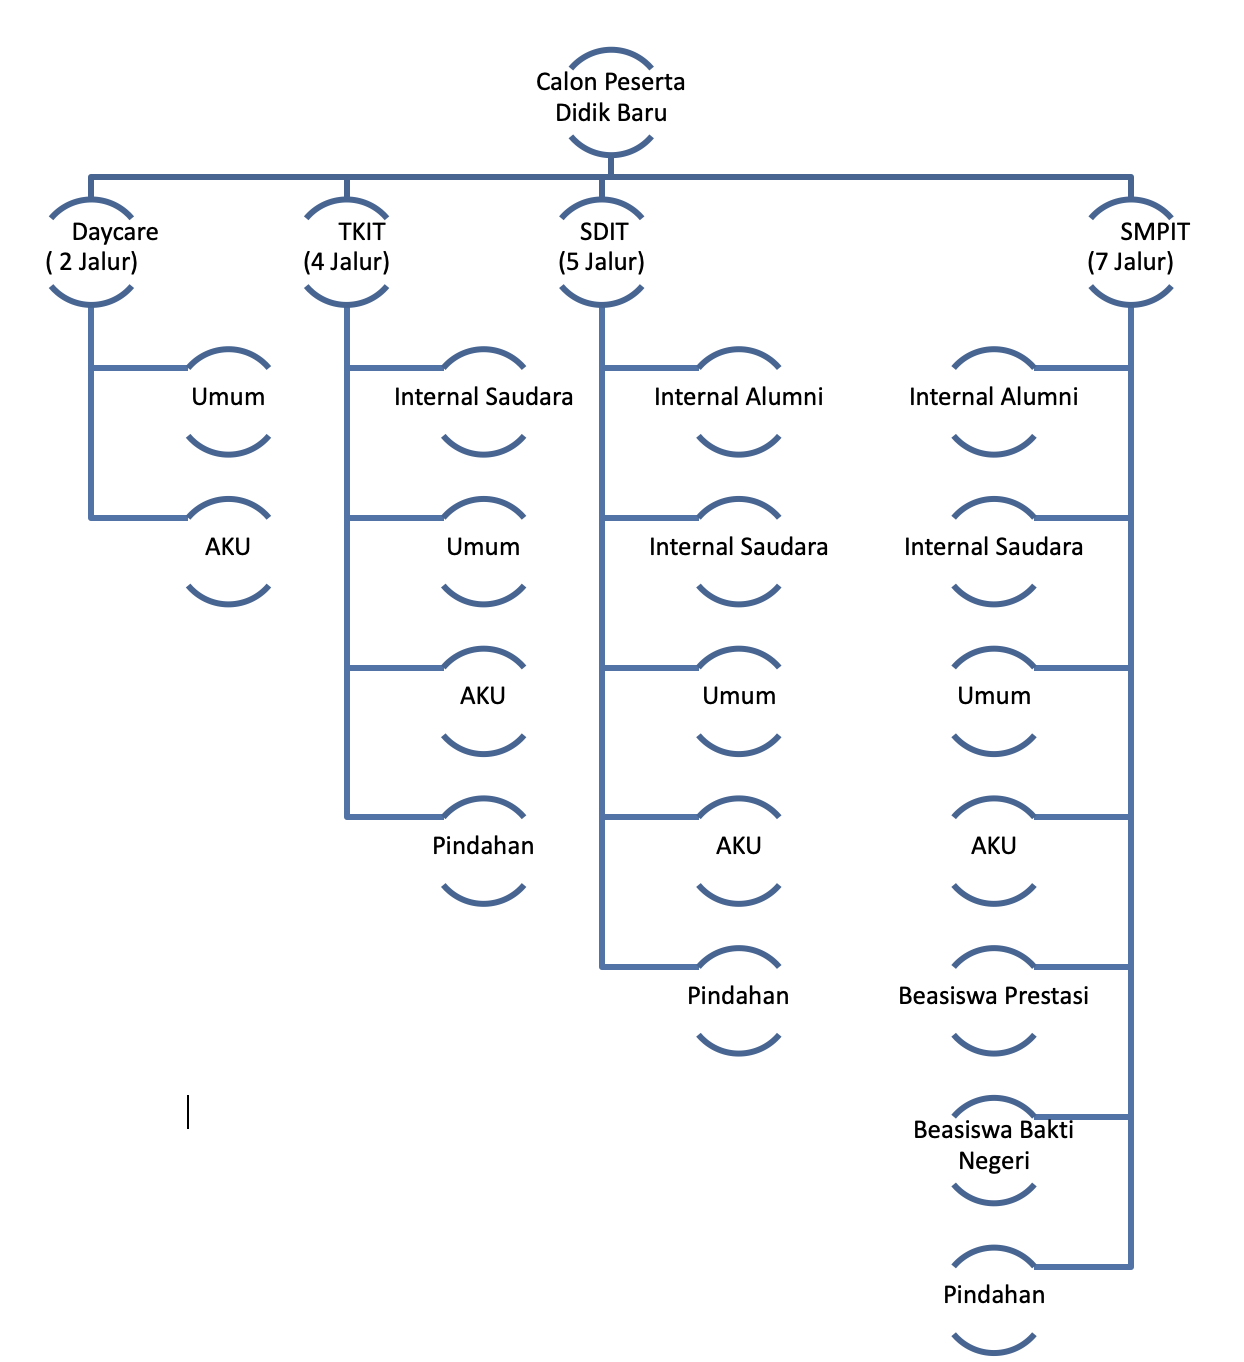 Calon Peserta
Didik Baru
Daycare
( 2 Jalur)
Umum
AKU
TKIT
(4 Jalur)
Internal Saudara
Umum
AKU
Pindahan
SDIT
(5 Jalur)
Internal Alumni
Internal Saudara
Umum
AKU
Pindahan
SMPIT
(7 Jalur)
Internal Alumni
Internal Saudara
Umum
AKU
Beasiswa Prestasi
Beasiswa Bakti
Negeri
Pindahan